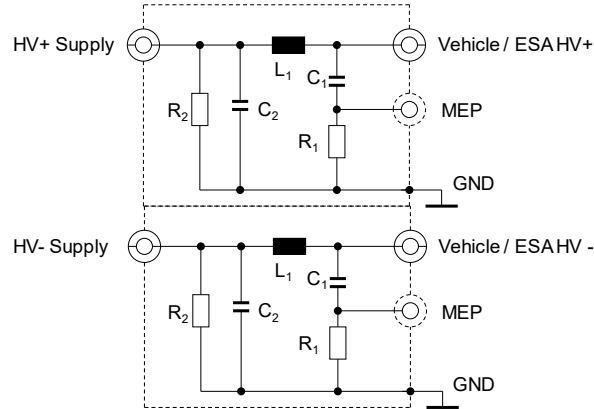 HV+ Supply
Vehicle / ESA HV+
L1
C1
R2
C2
MEP
R1
GND
HV- Supply
Vehicle / ESA HV -
L1
C1
R2
C2
MEP
R1
GND